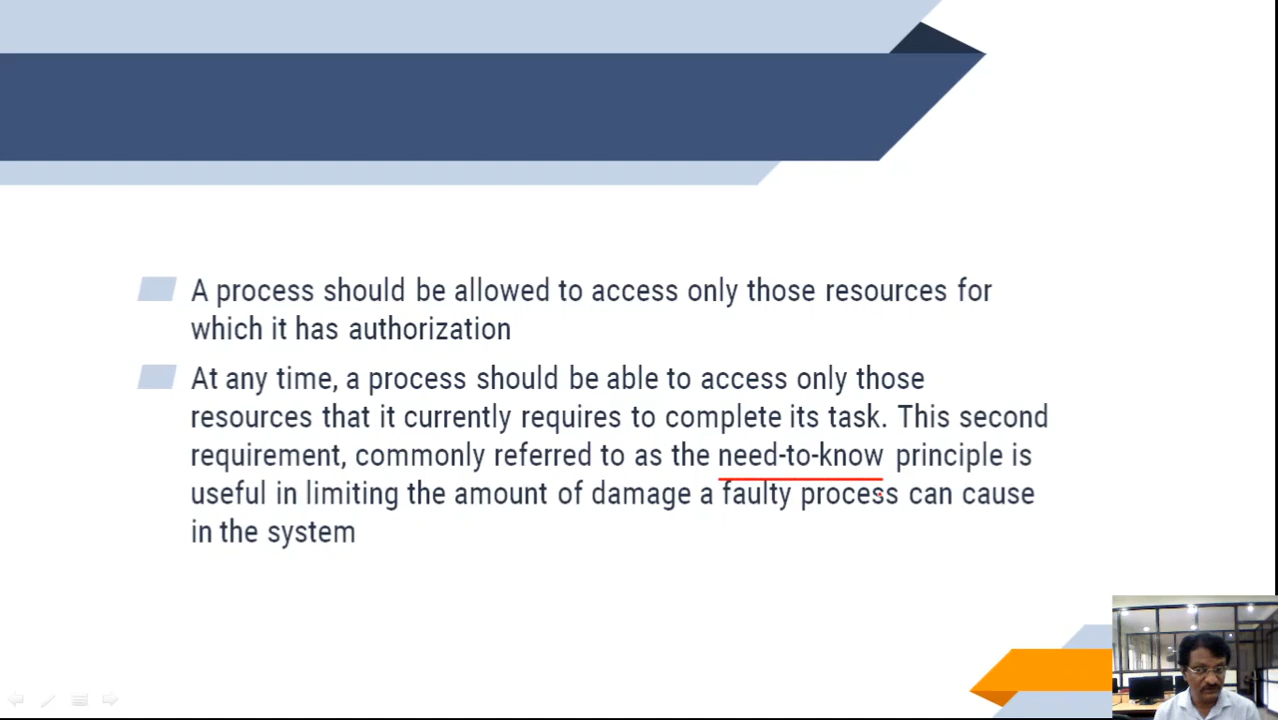 A process should be allowed to access only those resources for
which it has authorization
At any time, a process should be able to access only those
resources that it currently requires to complete its task. This second
requirement, commonly referred to as the need-to-know principle is
useful in limiting the amount of damage a faulty process can cause
in the system